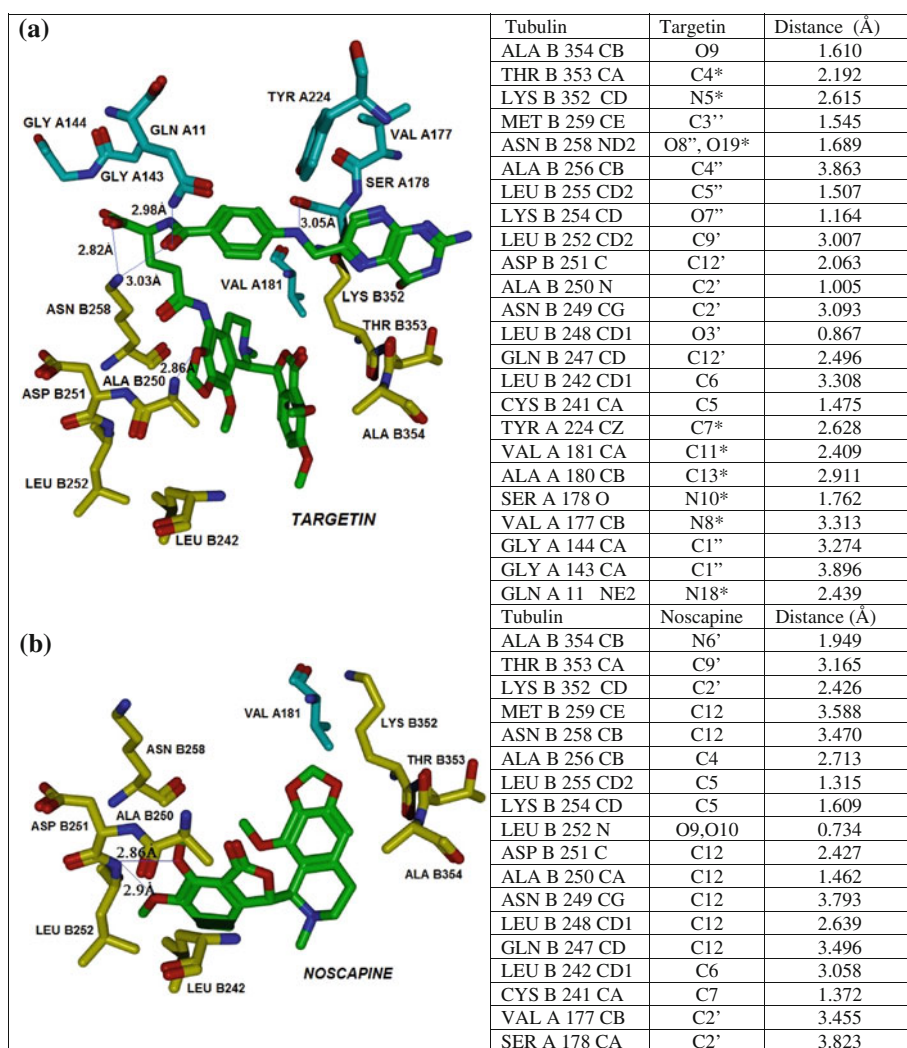 (a)
TYR A224
GLY A144
GLN A11
VAL A177
GLY A143
SER A178
2.98Å
3.05Å
2.82Å
3.03Å
VAL A181
LYS B352
ASN B258
THR B353
2.86Å
ASP B251
ALA B250
ALA B354
LEU B252
TARGETIN
LEU B242
(b)
VAL A181
LYS B352
ASN B258
THR B353
ASP B251
ALA B250
2.86Å
ALA B354
2.9Å
LEU B252
LEU B242
NOSCAPINE
Tubulin Targetin Distance (Å)
ALA B 354 CB O9 1.610
THR B 353 CA C4* 2.192
LYS B 352 CD N5* 2.615
MET B 259 CE C3’’ 1.545
ASN B 258 ND2 O8”, O19* 1.689
ALA B 256 CB C4” 3.863
LEU B 255 CD2 C5” 1.507
LYS B 254 CD O7” 1.164
LEU B 252 CD2 C9’ 3.007
ASP B 251 C C12’ 2.063
ALA B 250 N C2’ 1.005
ASN B 249 CG C2’ 3.093
LEU B 248 CD1 O3’ 0.867
GLN B 247 CD C12’ 2.496
LEU B 242 CD1 C6 3.308
CYS B 241 CA C5 1.475
TYR A 224 CZ C7* 2.628
VAL A 181 CA C11* 2.409
ALA A 180 CB C13* 2.911
SER A 178 O N10* 1.762
VAL A 177 CB N8* 3.313
GLY A 144 CA C1” 3.274
GLY A 143 CA C1” 3.896
GLN A 11 NE2 N18* 2.439
Tubulin Noscapine Distance (Å)
ALA B 354 CB N6’ 1.949
THR B 353 CA C9’ 3.165
LYS B 352 CD C2’ 2.426
MET B 259 CE C12 3.588
ASN B 258 CB C12 3.470
ALA B 256 CB C4 2.713
LEU B 255 CD2 C5 1.315
LYS B 254 CD C5 1.609
LEU B 252 N O9,O10 0.734
ASP B 251 C C12 2.427
ALA B 250 CA C12 1.462
ASN B 249 CG C12 3.793
LEU B 248 CD1 C12 2.639
GLN B 247 CD C12 3.496
LEU B 242 CD1 C6 3.058
CYS B 241 CA C7 1.372
VAL A 177 CB C2’ 3.455
SER A 178 CA C2’ 3.823